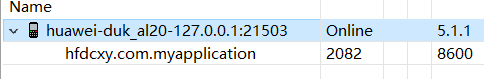 Name
huawei-duk_al20-127.0.0.1:21503 Online 5.1.1
hfdcxy.com.myapplication 2082 8600